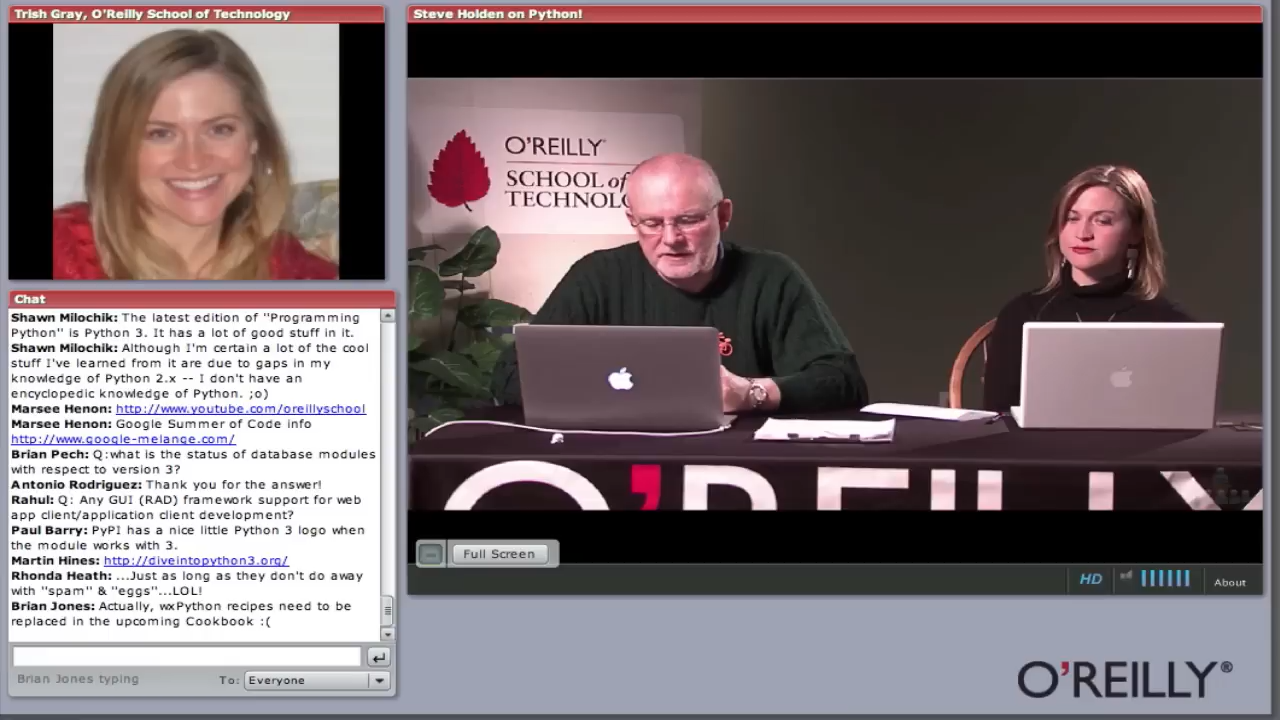 Trish Gray, O'Reilly School of Technology
Steve Holden on Python!
O'REILLY
SCHOOL of
TECHNOLO
O'REILLY
Full Screen
HD
About
Chat
Shawn Milochik: The latest edition of "Programming
Python" is Python 3. It has a lot of good stuff in it.
Shawn Milochik: Although I'm certain a lot of the cool
stuff I've learned from it are due to gaps in my
knowledge of Python 2.x -- I don't have an
encyclopedic knowledge of Python. ;o)
Marsee Henon: http://www.youtube.com/oreillyschool
Marsee Henon: Google Summer of Code info
http://www.google-melange.com/
Brian Pech: Q:what is the status of database modules
with respect to version 3?
Antonio Rodriguez: Thank you for the answer!
Rahul: Q: Any GUI (RAD) framework support for web
app client/application client development?
Paul Barry: PyPI has a nice little Python 3 logo when
the module works with 3.
Martin Hines: http://diveintopython3.org/
Rhonda Heath: ...Just as long as they don't do away
with "spam" & "eggs"...LOL!
Brian Jones: Actually, wxPython recipes need to be
replaced in the upcoming Cookbook :(
Brian Jones typing
To: Everyone
O'REILLY®